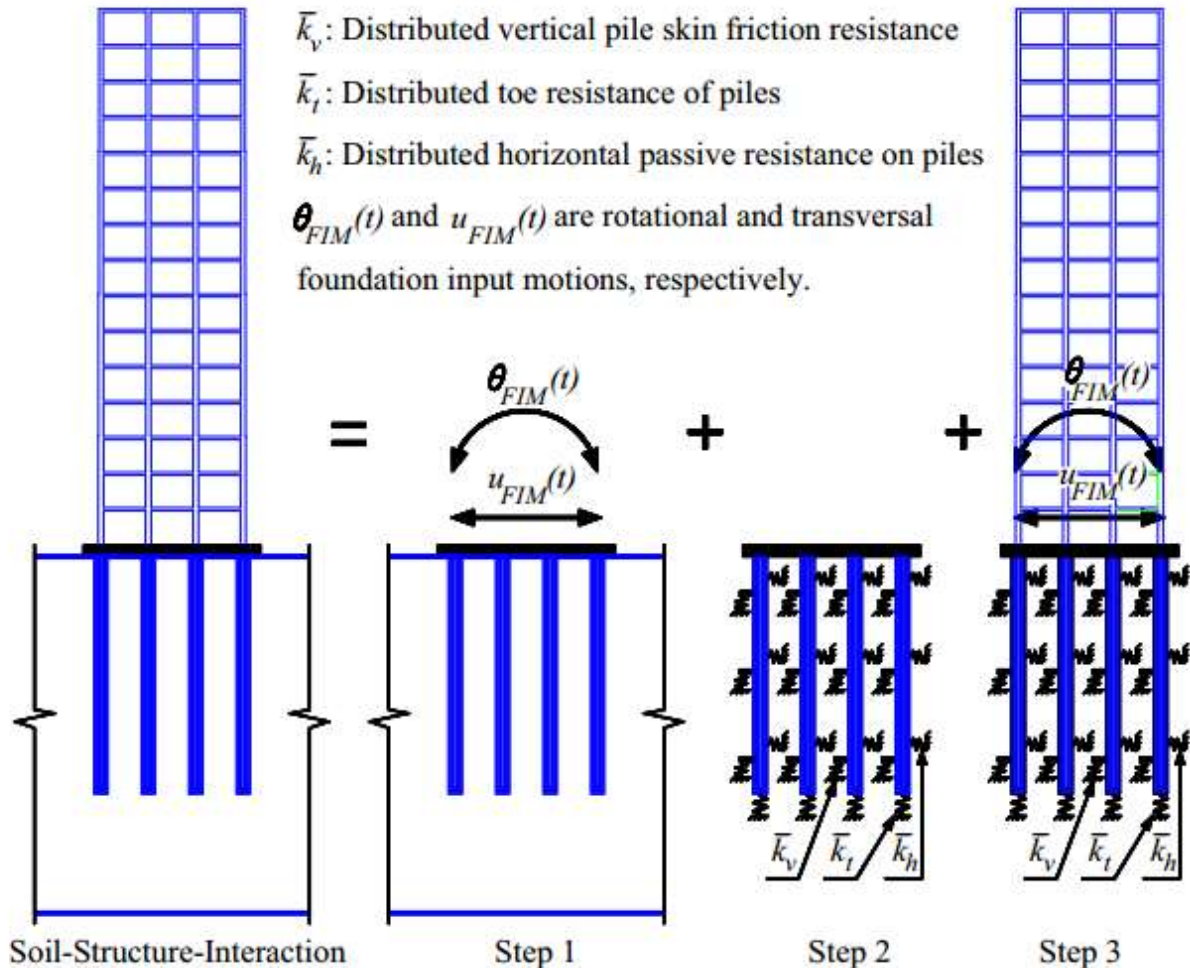 k̄v: Distributed vertical pile skin friction resistance
k̄t: Distributed toe resistance of piles
k̄h: Distributed horizontal passive resistance on piles
θFIM(t) and uFIM(t) are rotational and transversal
foundation input motions, respectively.
θFIM(t)
θFIM(t)
= + +
uFIM(t)
uFIM(t)
k̄v k̄t k̄h
k̄v k̄t k̄h
Soil-Structure-Interaction Step 1 Step 2 Step 3